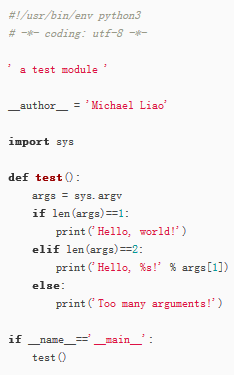 #!/usr/bin/env python3
# -*- coding: utf-8 -*-

' a test module '

__author__ = 'Michael Liao'

import sys

def test():
    args = sys.argv
    if len(args)==1:
        print('Hello, world!')
    elif len(args)==2:
        print('Hello, %s!' % args[1])
    else:
        print('Too many arguments!')

if __name__=='__main__':
    test()